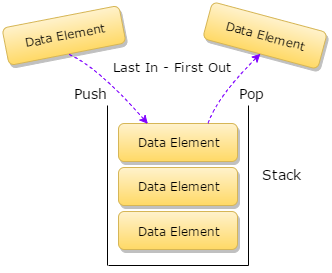 Data Element
Data Element
Last In - First Out
Push
Pop
Data Element
Stack
Data Element
Data Element